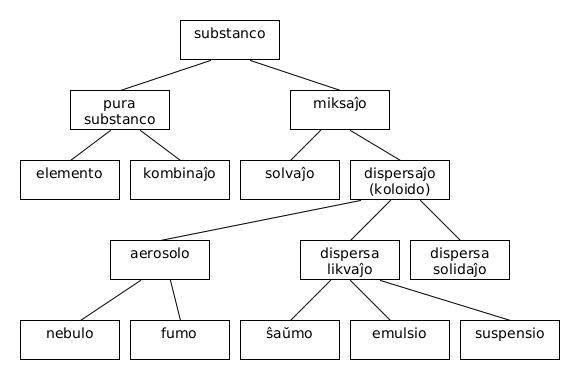 substanco
pura
substanco
miksaĵo
elemento
kombinaĵo
solvaĵo
dispersaĵo
(koloido)
aerosolo
dispersa
likvaĵo
dispersa
solidaĵo
nebulo
fumo
ŝaŭmo
emulsio
suspensio